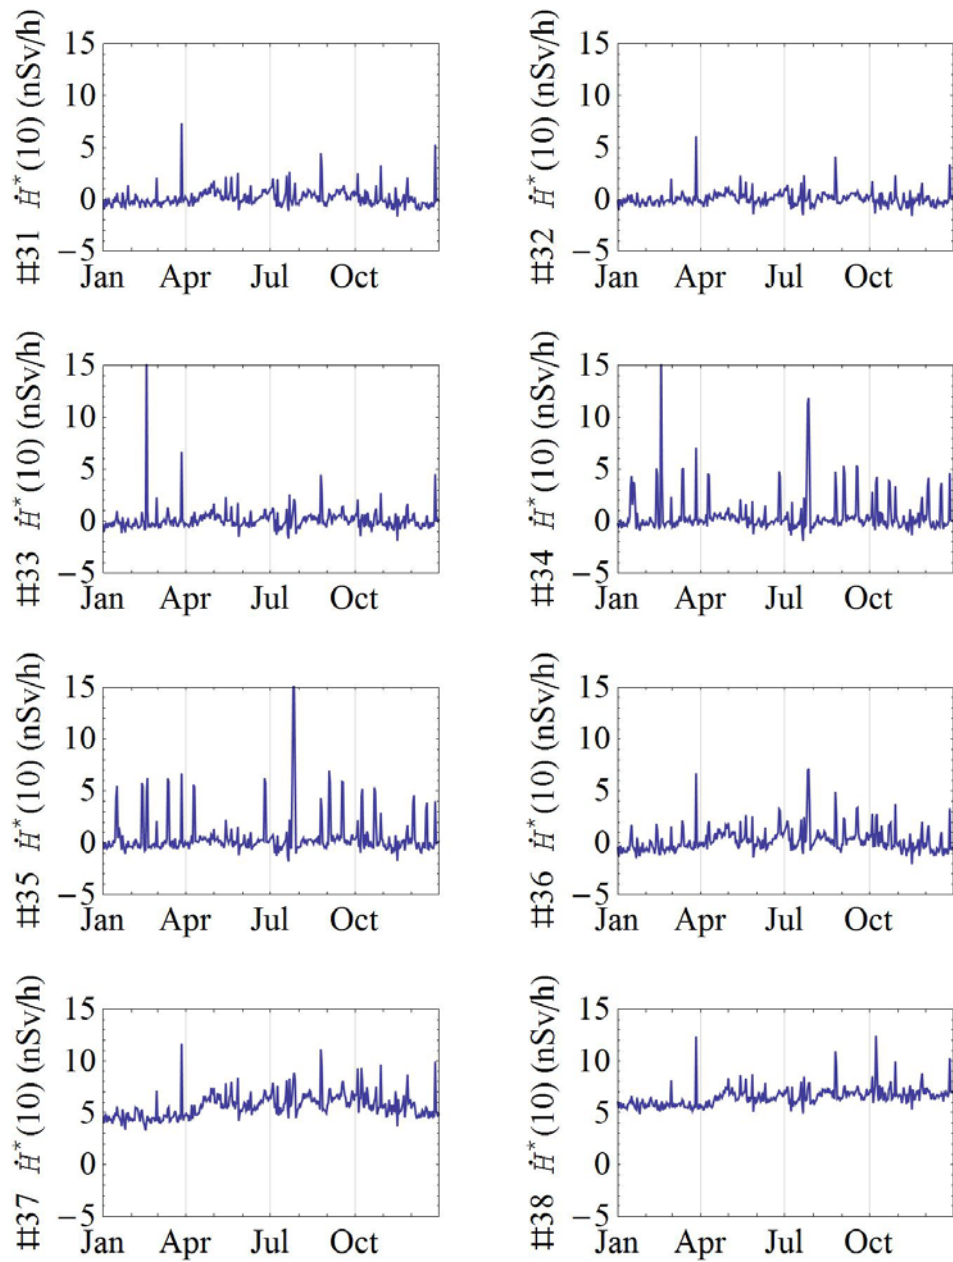 #31 Ḣ*(10) (nSv/h)
15
10
5
0
−5
Jan Apr Jul Oct
#32 Ḣ*(10) (nSv/h)
15
10
5
0
−5
Jan Apr Jul Oct
#33 Ḣ*(10) (nSv/h)
15
10
5
0
−5
Jan Apr Jul Oct
#34 Ḣ*(10) (nSv/h)
15
10
5
0
−5
Jan Apr Jul Oct
#35 Ḣ*(10) (nSv/h)
15
10
5
0
−5
Jan Apr Jul Oct
#36 Ḣ*(10) (nSv/h)
15
10
5
0
−5
Jan Apr Jul Oct
#37 Ḣ*(10) (nSv/h)
15
10
5
0
−5
Jan Apr Jul Oct
#38 Ḣ*(10) (nSv/h)
15
10
5
0
−5
Jan Apr Jul Oct